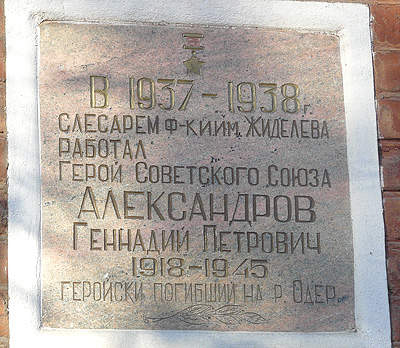 В 1937-1938 г.
СЛЕСАРЕМ Ф-КИ ИМ. ЖИДЕЛЕВА
РАБОТАЛ
ГЕРОЙ СОВЕТСКОГО СОЮЗА
АЛЕКСАНДРОВ
ГЕННАДИЙ ПЕТРОВИЧ
1918-1945
ГЕРОЙСКИ ПОГИБШИЙ НА Р. ОДЕР